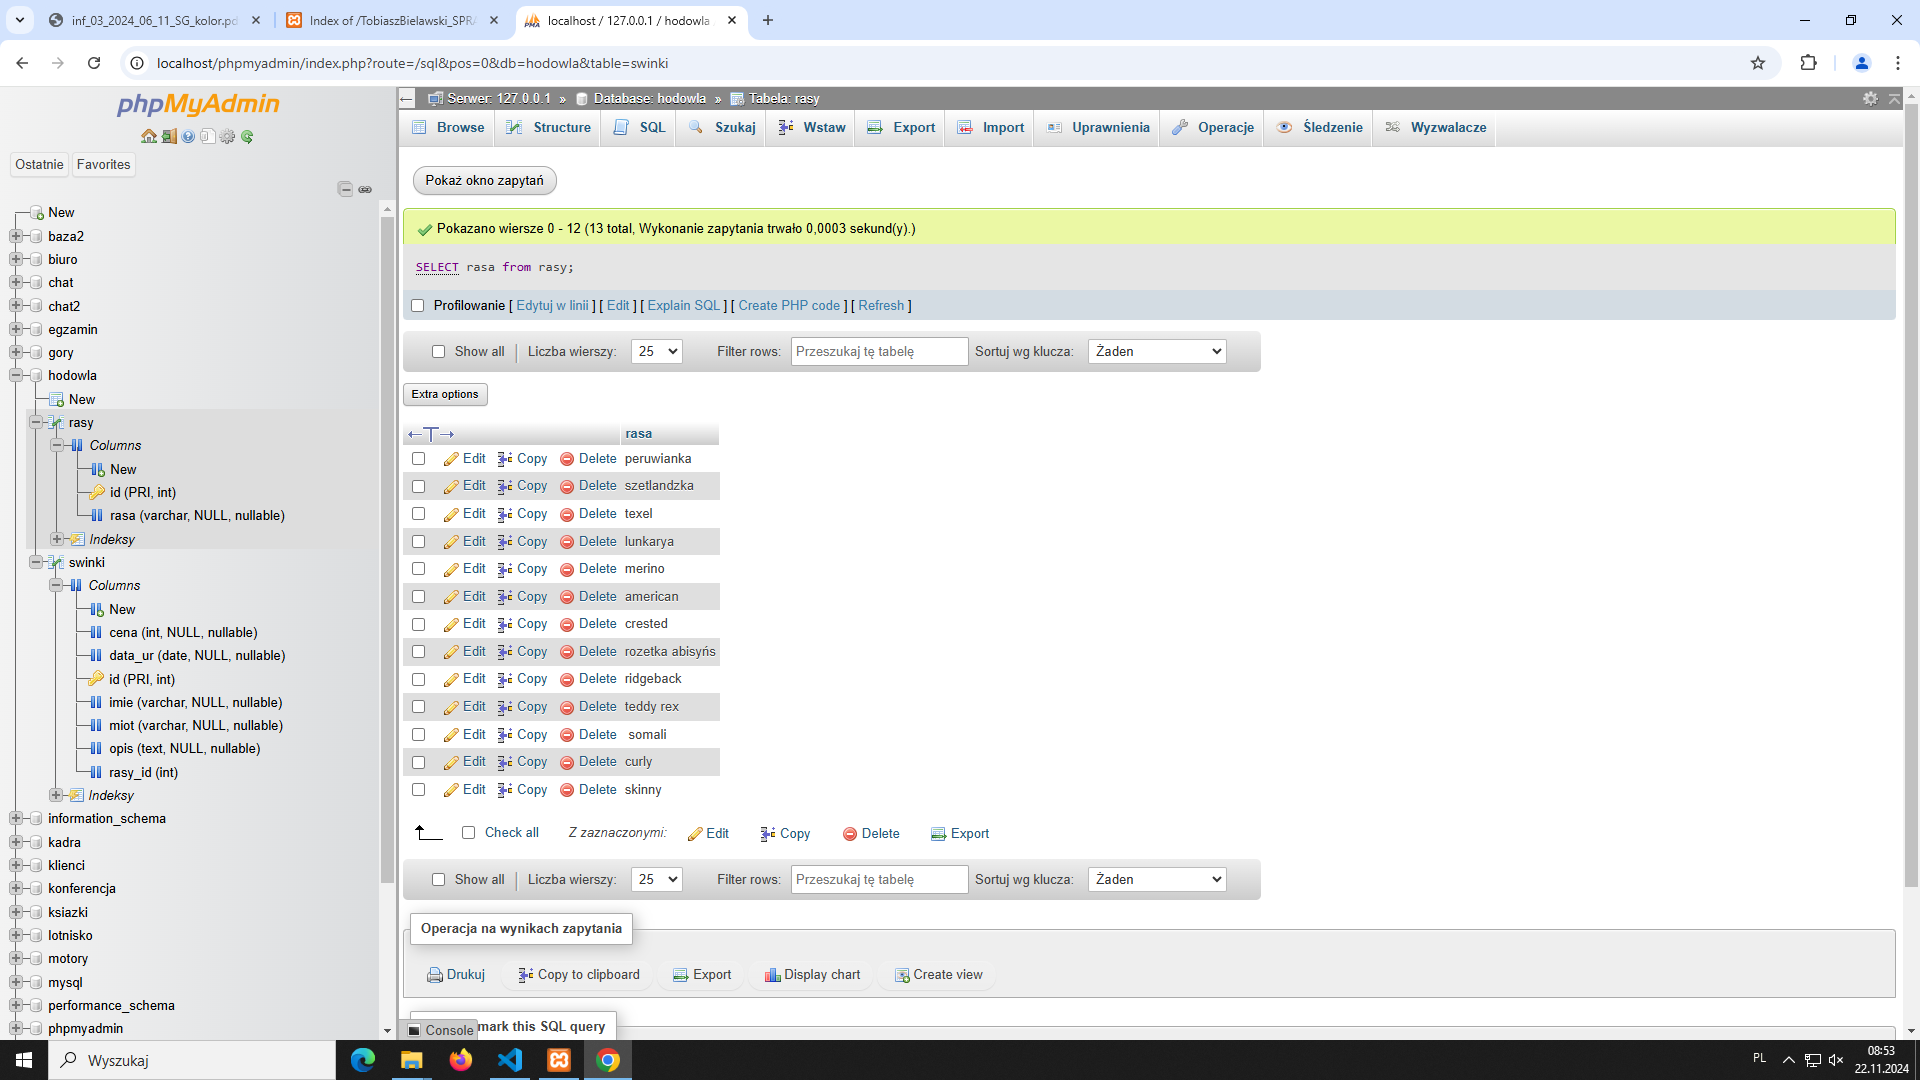 inf_03_2024_06_11_SG_kolor.pd
Index of /TobiaszBielawski_SPRA
localhost / 127.0.0.1 / hodowla
localhost/phpmyadmin/index.php?route=/sql&pos=0&db=hodowla&table=swinki
phpMyAdmin
Ostatnie Favorites
New
baza2
biuro
chat
chat2
egzamin
gory
hodowla
New
rasy
Columns
New
id (PRI, int)
rasa (varchar, NULL, nullable)
Indeksy
swinki
Columns
New
cena (int, NULL, nullable)
data_ur (date, NULL, nullable)
id (PRI, int)
imie (varchar, NULL, nullable)
miot (varchar, NULL, nullable)
opis (text, NULL, nullable)
rasy_id (int)
Indeksy
information_schema
kadra
klienci
konferencja
ksiazki
lotnisko
motory
mysql
performance_schema
phpmyadmin
Serwer: 127.0.0.1 » Database: hodowla » Tabela: rasy
Browse Structure SQL Szukaj Wstaw Export Import Uprawnienia Operacje Śledzenie Wyzwalacze
Pokaż okno zapytań
Pokazano wiersze 0 - 12 (13 total, Wykonanie zapytania trwało 0,0003 sekund(y).)
SELECT rasa from rasy;
Profilowanie [ Edytuj w linii ] [ Edit ] [ Explain SQL ] [ Create PHP code ] [ Refresh ]
Show all Liczba wierszy: 25 Filter rows: Przeszukaj tę tabelę Sortuj wg klucza: Żaden
Extra options
←T→ rasa
Edit Copy Delete peruwianka
Edit Copy Delete szetlandzka
Edit Copy Delete texel
Edit Copy Delete lunkarya
Edit Copy Delete merino
Edit Copy Delete american
Edit Copy Delete crested
Edit Copy Delete rozetka abisyńs
Edit Copy Delete ridgeback
Edit Copy Delete teddy rex
Edit Copy Delete somali
Edit Copy Delete curly
Edit Copy Delete skinny
Check all Z zaznaczonymi: Edit Copy Delete Export
Show all Liczba wierszy: 25 Filter rows: Przeszukaj tę tabelę Sortuj wg klucza: Żaden
Operacja na wynikach zapytania
Drukuj Copy to clipboard Export Display chart Create view
Console mark this SQL query
Wyszukaj
PL
08:53
22.11.2024